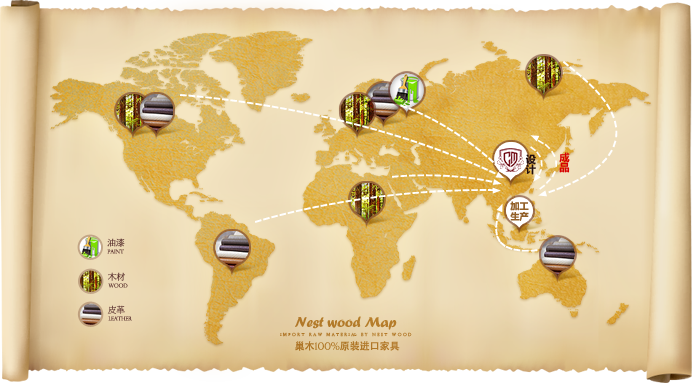 设计
成品
加工
生产
油漆
PAINT
木材
WOOD
皮革
LEATHER
Nest wood Map
IMPORT RAW MATERIAL BY NEST WOOD
巢木100%原装进口家具